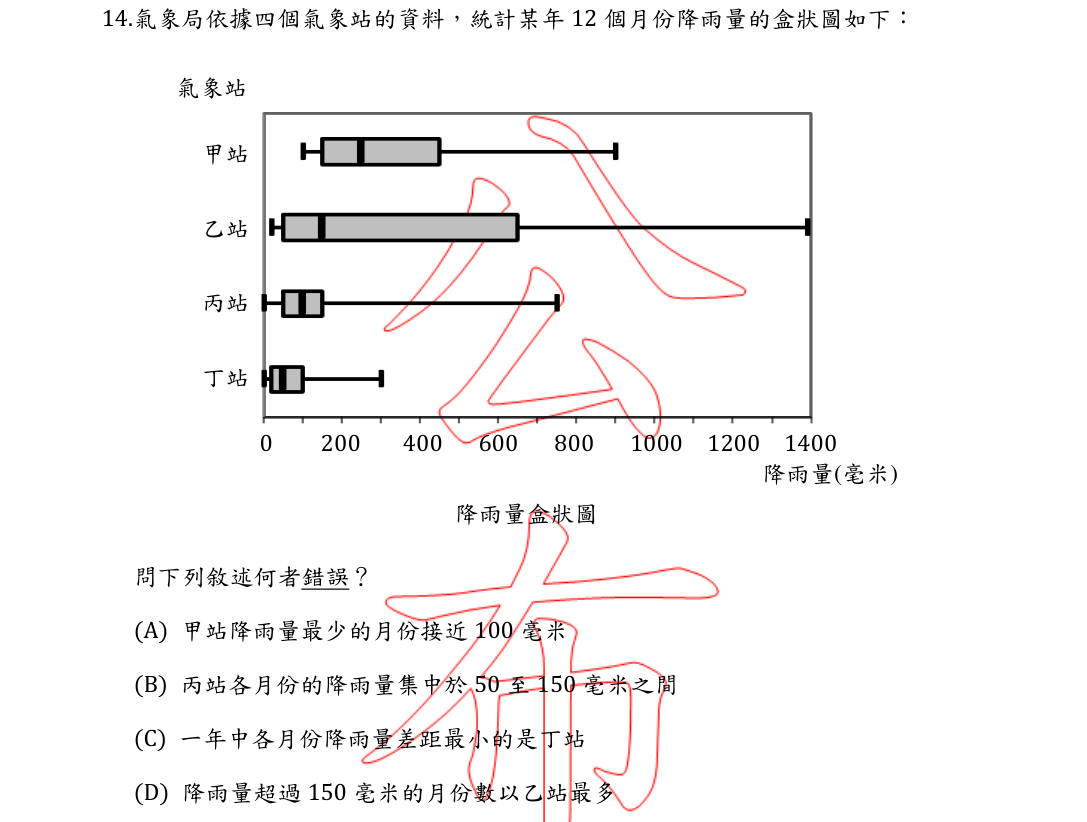 14.氣象局依據四個氣象站的資料，統計某年 12 個月份降雨量的盒狀圖如下：
氣象站
甲站
乙站
丙站
丁站
0 200 400 600 800 1000 1200 1400
降雨量(毫米)
降雨量盒狀圖
問下列敘述何者錯誤？
(A) 甲站降雨量最少的月份接近 100 毫米
(B) 丙站各月份的降雨量集中於 50 至 150 毫米之間
(C) 一年中各月份降雨量差距最小的是丁站
(D) 降雨量超過 150 毫米的月份數以乙站最多
公
布